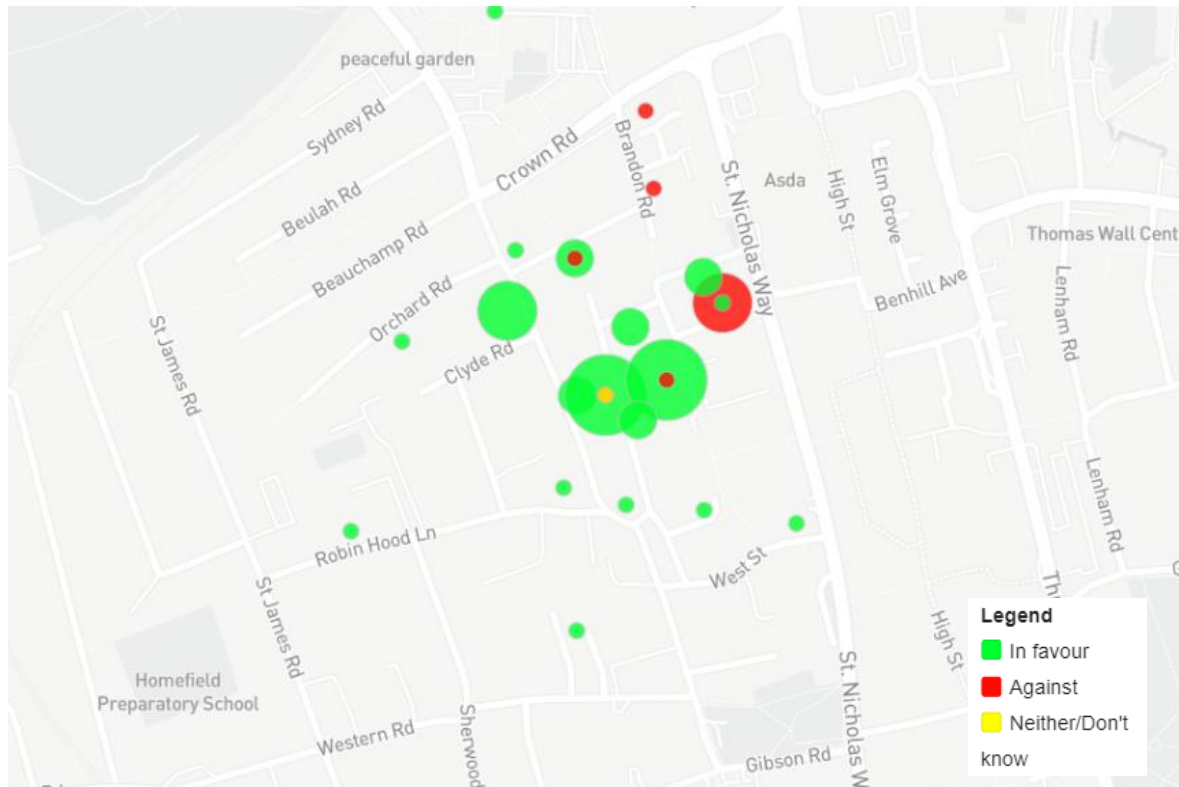 peaceful garden
Sydney Rd
Crown Rd
Brandon Rd
Beulah Rd
Beauchamp Rd
Orchard Rd
Clyde Rd
St James Rd
St. Nicholas Way
Asda
High St
Elm Grove
Thomas Wall Cent
Benhill Ave
Lenham Rd
Lenham Rd
Robin Hood Ln
West St
St James Rd
High St
Homefield
Preparatory School
Western Rd
Sherwood
St. Nicholas W
Gibson Rd
Legend
In favour
Against
Neither/Don't
know